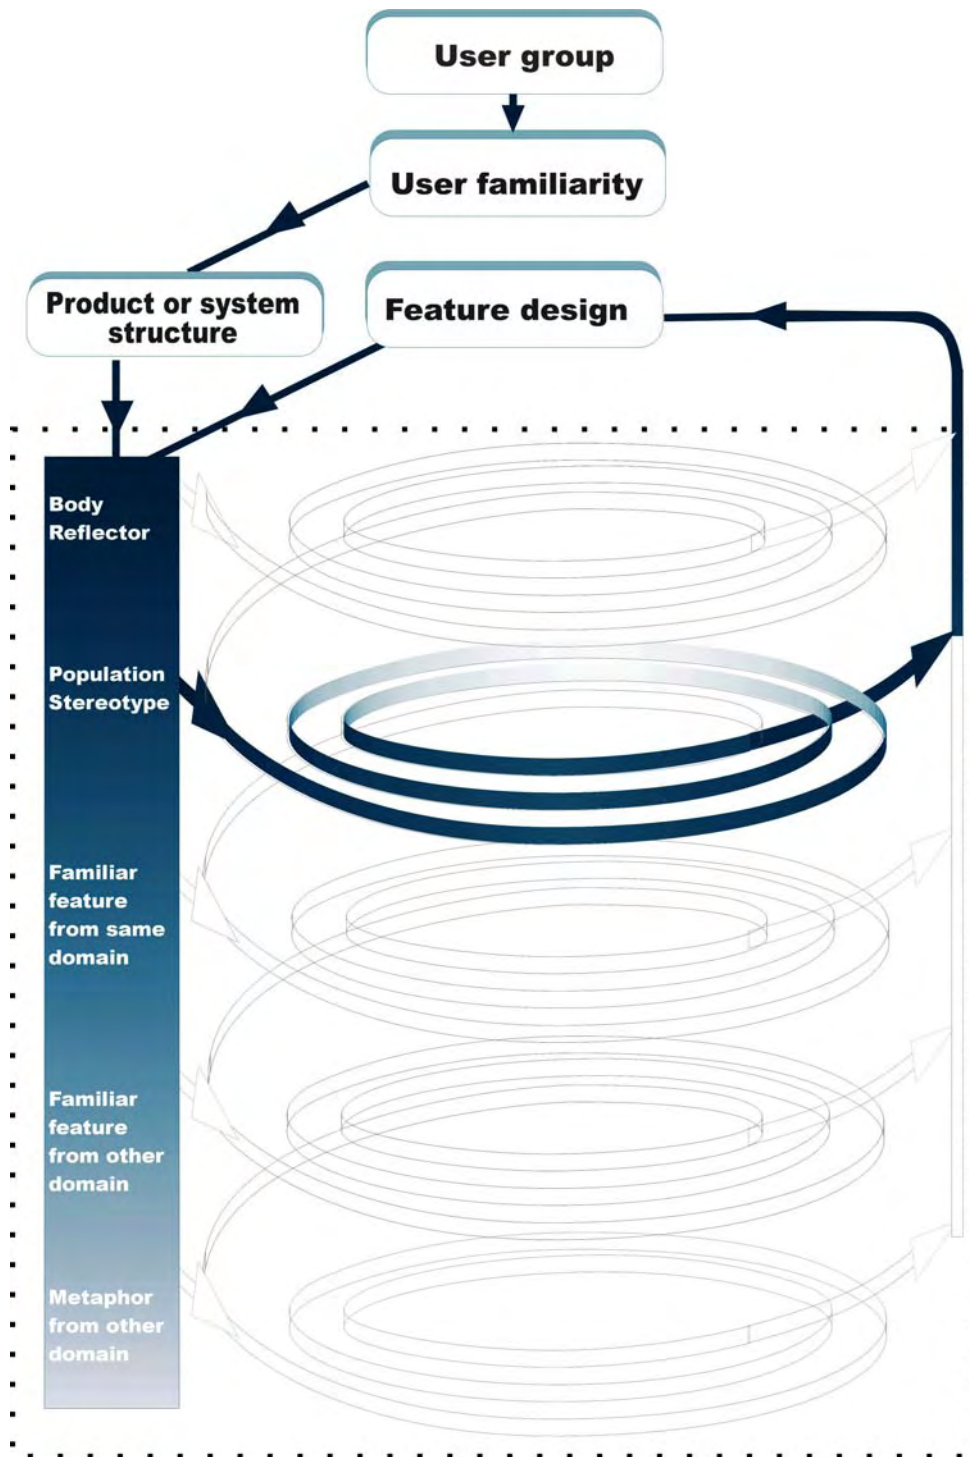 User group
User familiarity
Product or system
structure
Feature design
Body
Reflector
Population
Stereotype
Familiar
feature
from same
domain
Familiar
feature
from other
domain
Metaphor
from other
domain